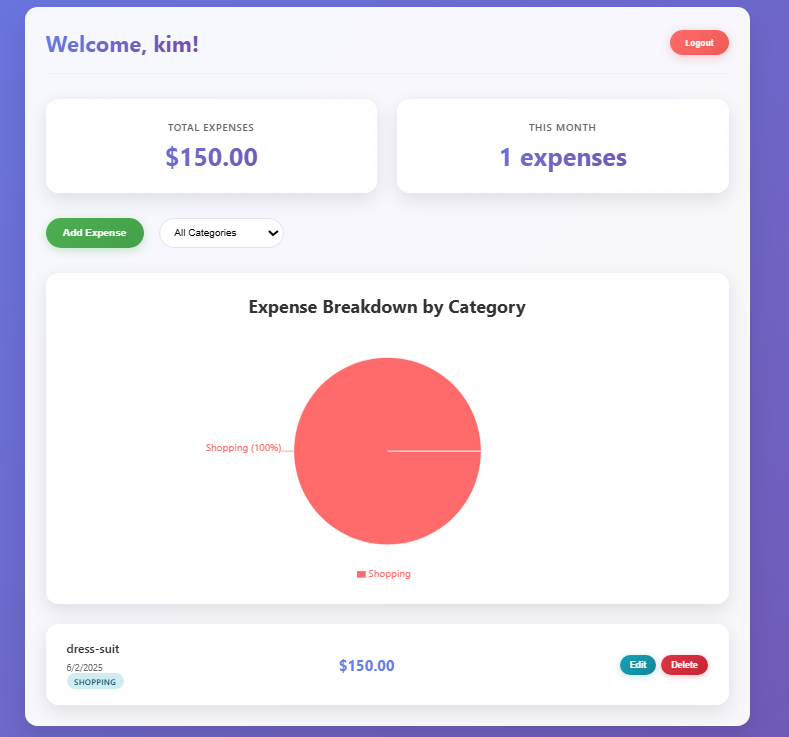 Welcome, kim!
Logout
TOTAL EXPENSES
$150.00
THIS MONTH
1 expenses
Add Expense
All Categories
Expense Breakdown by Category
Shopping (100%)
Shopping
dress-suit
6/2/2025
SHOPPING
$150.00
Edit
Delete